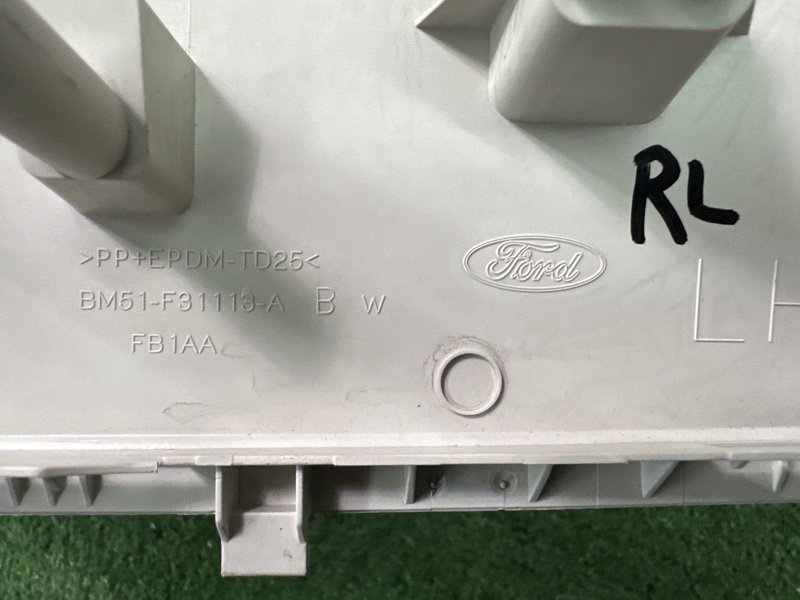 RL
>PP+EPDM-TD25<
Ford
BM51-F31113-A B W
LH
FB1AA